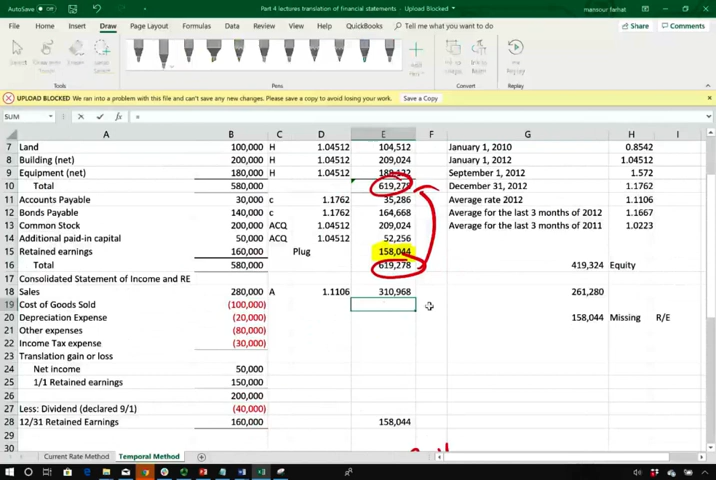 AutoSave Off
Part 4 lectures translation of financial statements - Upload Blocked
mansour farhat
File Home Insert Draw Page Layout Formulas Data Review View Help QuickBooks Tell me what you want to do Share Comments
Tools Pens Convert Replay
UPLOAD BLOCKED We ran into a problem with this file and can't save any new changes. Please save a copy to avoid losing your work. Save a Copy
SUM fx =
A B C D E F G H I
7 Land 100,000 H 1.04512 104,512 January 1, 2010 0.8542
8 Building (net) 200,000 H 1.04512 209,024 January 1, 2012 1.04512
9 Equipment (net) 180,000 H 1.04512 188,122 September 1, 2012 1.572
10 Total 580,000 619,278 December 31, 2012 1.1762
11 Accounts Payable 30,000 c 1.1762 35,286 Average rate 2012 1.1106
12 Bonds Payable 140,000 c 1.1762 164,668 Average for the last 3 months of 2012 1.1667
13 Common Stock 200,000 ACQ 1.04512 209,024 Average for the last 3 months of 2011 1.0223
14 Additional paid-in capital 50,000 ACQ 1.04512 52,256
15 Retained earnings 160,000 Plug 158,044
16 Total 580,000 619,278 419,324 Equity
17 Consolidated Statement of Income and RE
18 Sales 280,000 A 1.1106 310,968 261,280
19 Cost of Goods Sold (100,000)
20 Depreciation Expense (20,000) 158,044 Missing R/E
21 Other expenses (80,000)
22 Income Tax expense (30,000)
23 Translation gain or loss
24 Net income 50,000
25 1/1 Retained earnings 150,000
26 200,000
27 Less: Dividend (declared 9/1) (40,000)
28 12/31 Retained Earnings 160,000 158,044
29
30
Current Rate Method Temporal Method